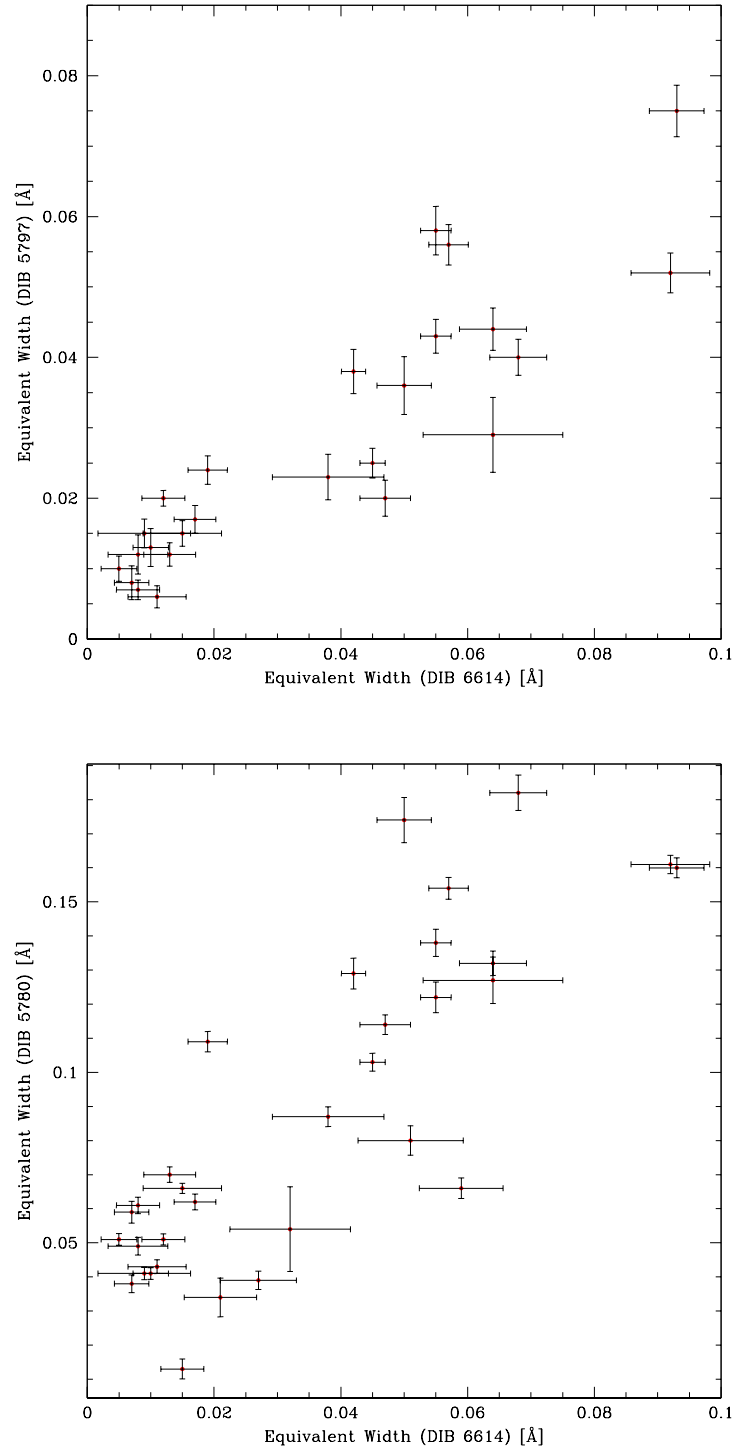 0.08
0.06
0.04
0.02
0
Equivalent Width (DIB 5797) [Å]
0 0.02 0.04 0.06 0.08 0.1
Equivalent Width (DIB 6614) [Å]
0.15
0.1
0.05
Equivalent Width (DIB 5780) [Å]
0 0.02 0.04 0.06 0.08 0.1
Equivalent Width (DIB 6614) [Å]